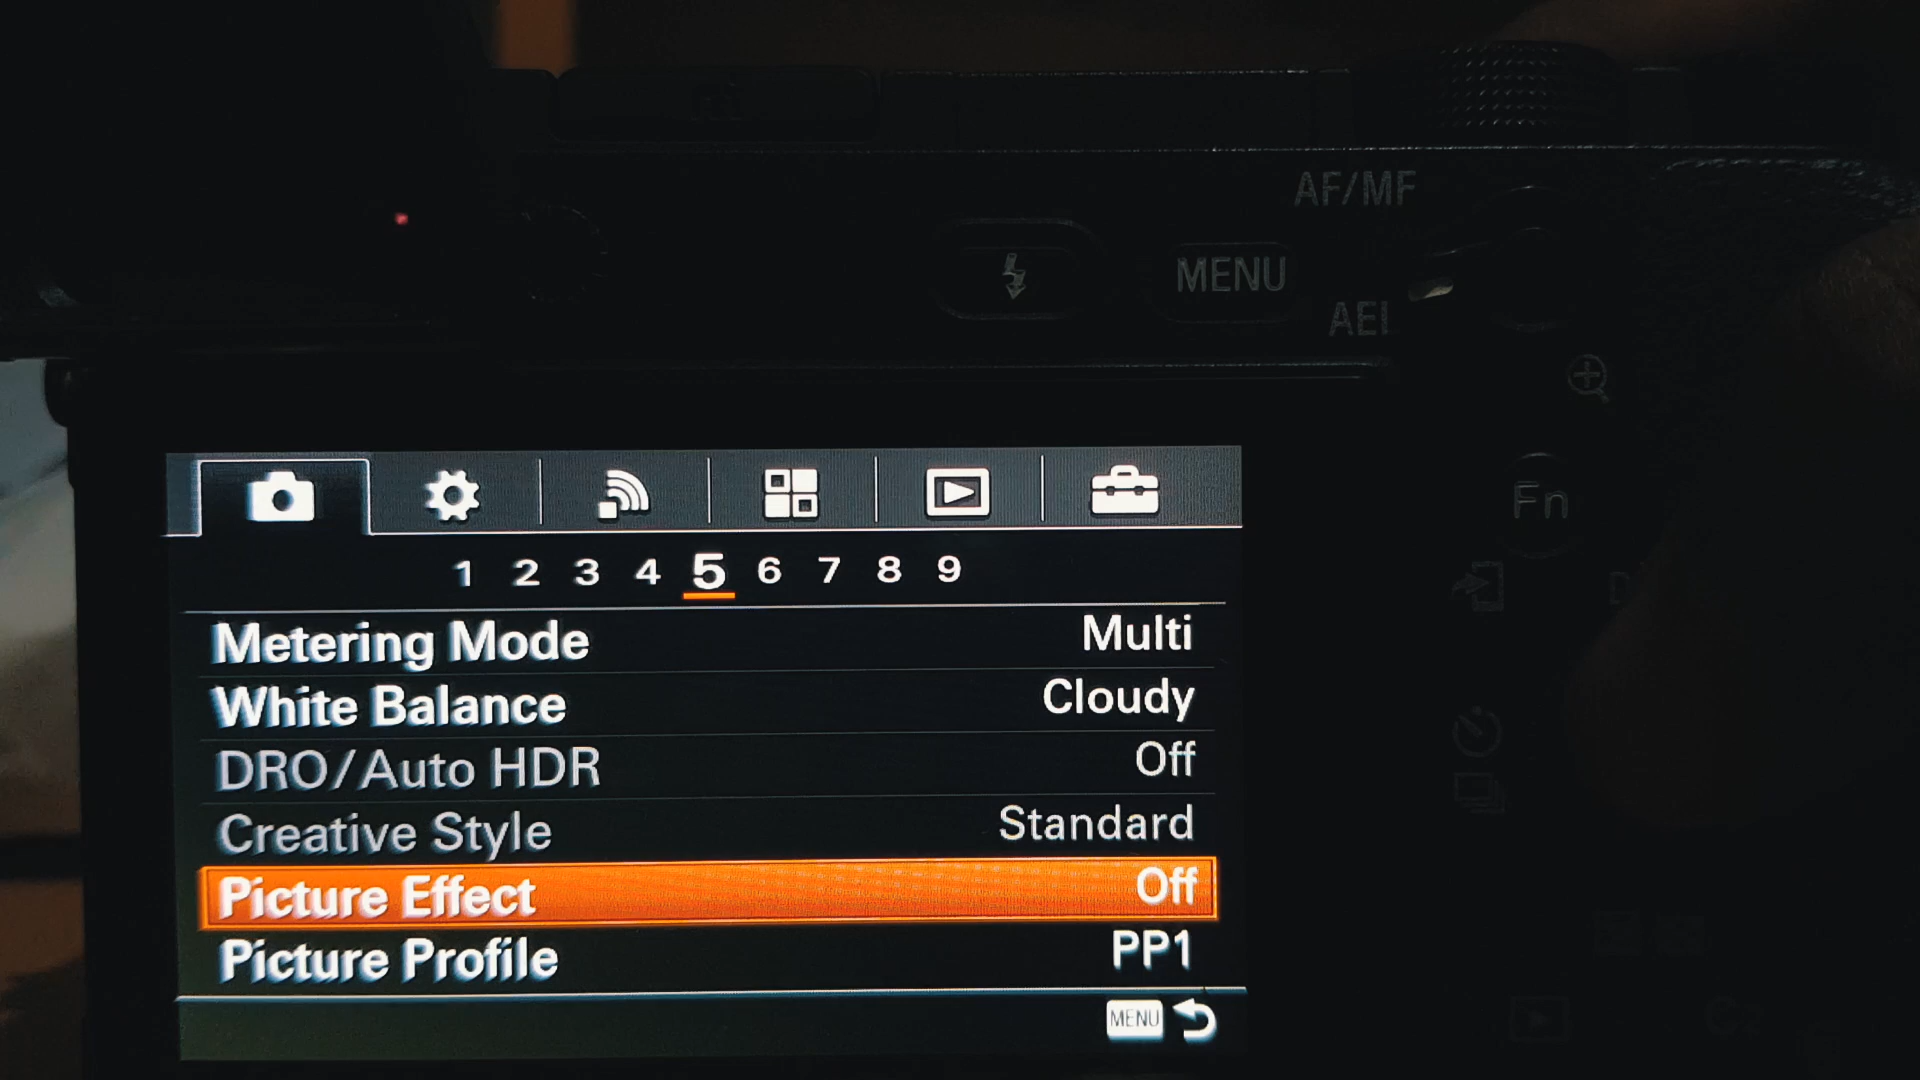 AF/MF
MENU
AEL
Fn
1 2 3 4 5 6 7 8 9
Metering Mode Multi
White Balance Cloudy
DRO/Auto HDR Off
Creative Style Standard
Picture Effect Off
Picture Profile PP1
MENU